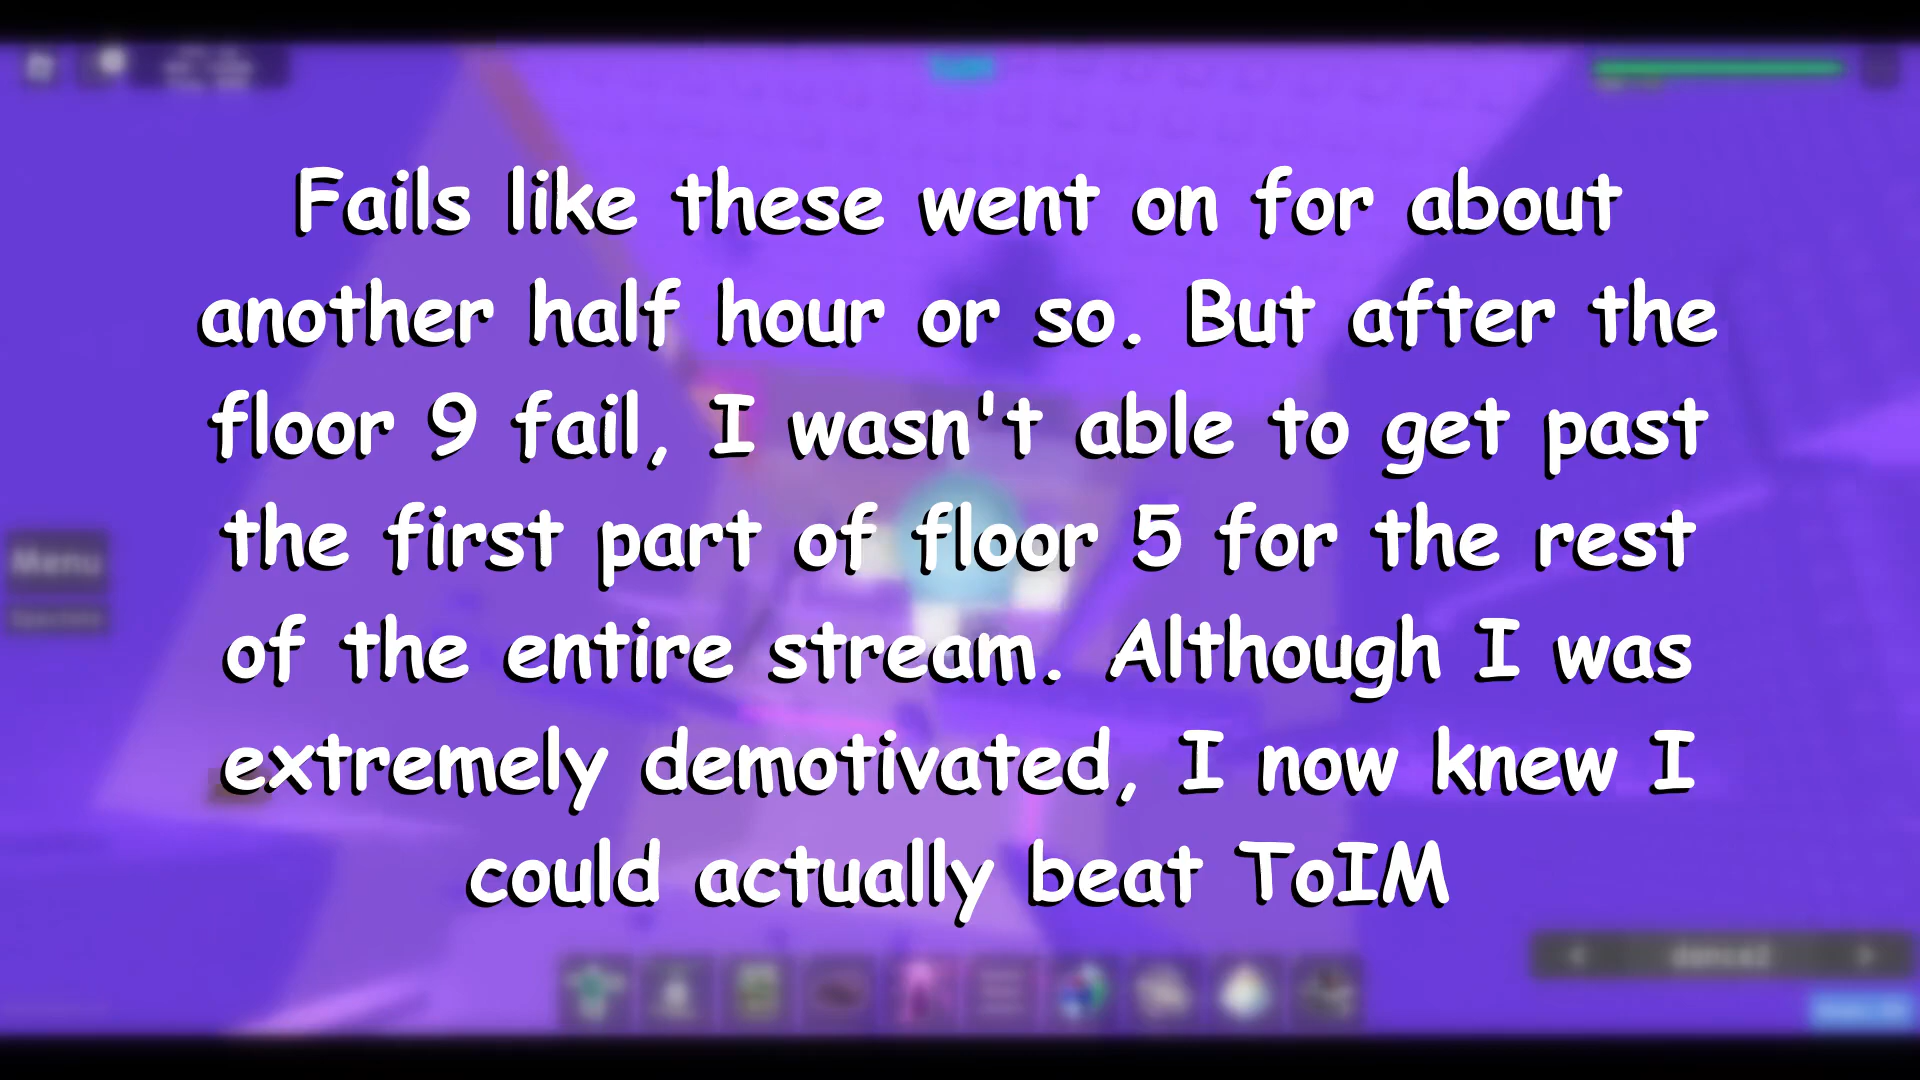 Fails like these went on for about
another half hour or so. But after the
floor 9 fail, I wasn't able to get past
the first part of floor 5 for the rest
of the entire stream. Although I was
extremely demotivated, I now knew I
could actually beat ToIM
Menu
dance2